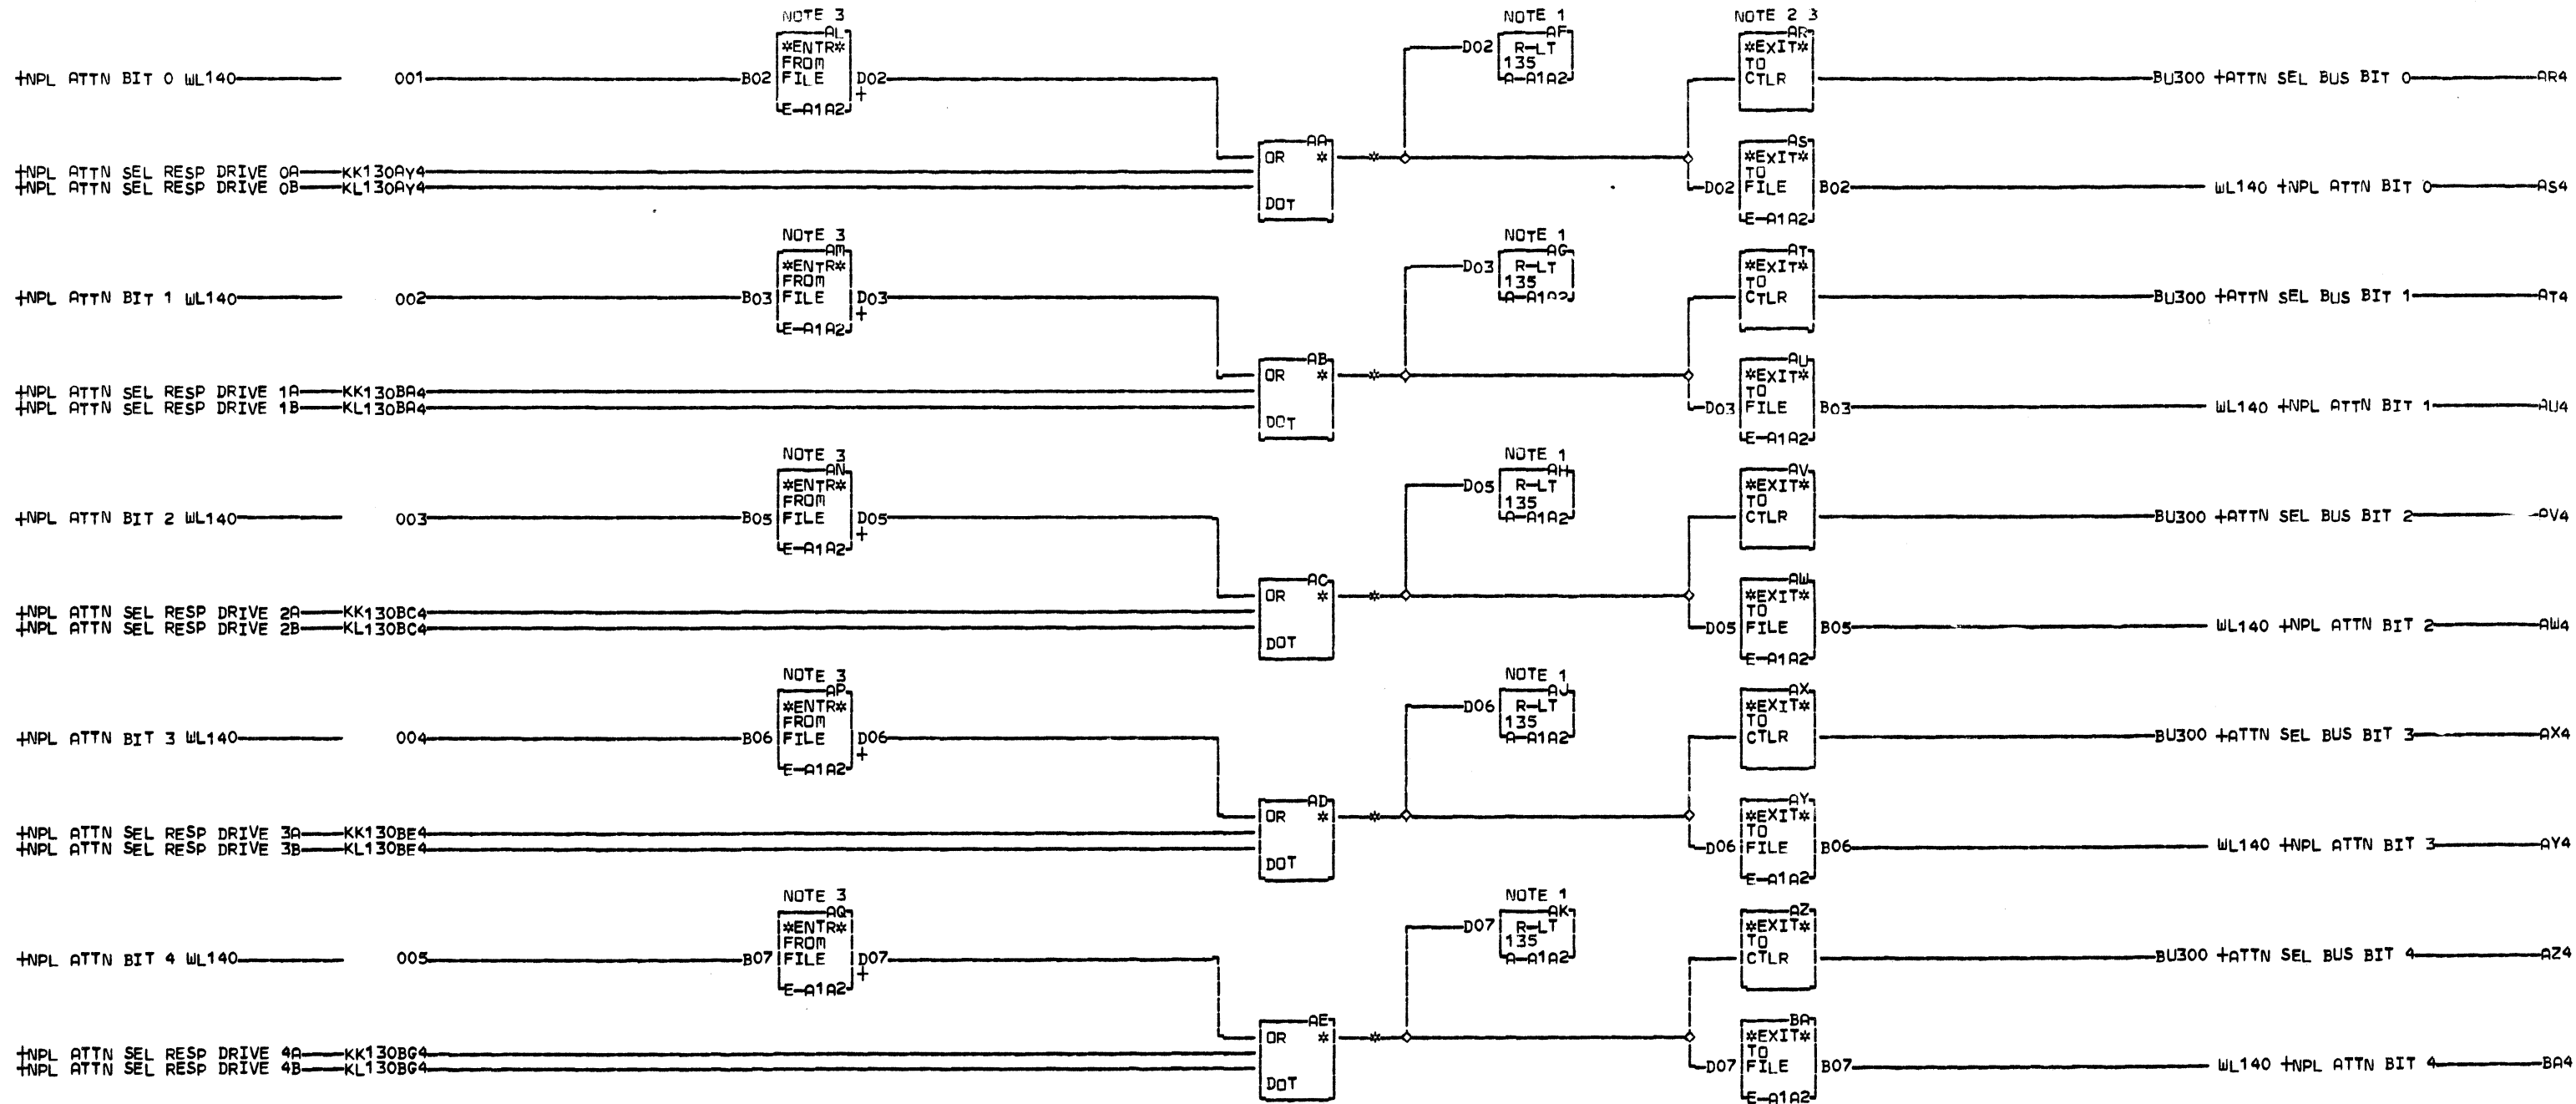 NOTE 3 NOTE 1 NOTE 2 3
AL AF AR
*ENTR* D02 R-LT *EXIT*
FROM 135 TO
+NPL ATTN BIT 0 WL140 001 B02 FILE D02 A-A1A2 CTLR BU300 +ATTN SEL BUS BIT 0 AR4
+
E-A1A2
AA AS
OR * * *EXIT*
+NPL ATTN SEL RESP DRIVE 0A KK130AY4 TO
+NPL ATTN SEL RESP DRIVE 0B KL130AY4 D02 FILE B02 WL140 +NPL ATTN BIT 0 AS4
DOT
E-A1A2
NOTE 3 NOTE 1
AM AG AT
*ENTR* D03 R-LT *EXIT*
FROM 135 TO
+NPL ATTN BIT 1 WL140 002 B03 FILE D03 A-A1A2 CTLR BU300 +ATTN SEL BUS BIT 1 AT4
+
E-A1A2
AB AU
OR * * *EXIT*
+NPL ATTN SEL RESP DRIVE 1A KK130BA4 TO
+NPL ATTN SEL RESP DRIVE 1B KL130BA4 D03 FILE B03 WL140 +NPL ATTN BIT 1 AU4
DOT
E-A1A2
NOTE 3 NOTE 1
AN AH AV
*ENTR* D05 R-LT *EXIT*
FROM 135 TO
+NPL ATTN BIT 2 WL140 003 B05 FILE D05 A-A1A2 CTLR BU300 +ATTN SEL BUS BIT 2 AV4
+
E-A1A2
AC AW
OR * * *EXIT*
+NPL ATTN SEL RESP DRIVE 2A KK130BC4 TO
+NPL ATTN SEL RESP DRIVE 2B KL130BC4 D05 FILE B05 WL140 +NPL ATTN BIT 2 AW4
DOT
E-A1A2
NOTE 3 NOTE 1
AP AJ AX
*ENTR* D06 R-LT *EXIT*
FROM 135 TO
+NPL ATTN BIT 3 WL140 004 B06 FILE D06 A-A1A2 CTLR BU300 +ATTN SEL BUS BIT 3 AX4
+
E-A1A2
AD AY
OR * * *EXIT*
+NPL ATTN SEL RESP DRIVE 3A KK130BE4 TO
+NPL ATTN SEL RESP DRIVE 3B KL130BE4 D06 FILE B06 WL140 +NPL ATTN BIT 3 AY4
DOT
E-A1A2
NOTE 3 NOTE 1
AQ AK AZ
*ENTR* D07 R-LT *EXIT*
FROM 135 TO
+NPL ATTN BIT 4 WL140 005 B07 FILE D07 A-A1A2 CTLR BU300 +ATTN SEL BUS BIT 4 AZ4
+
E-A1A2
AE BA
OR * * *EXIT*
+NPL ATTN SEL RESP DRIVE 4A KK130BG4 TO
+NPL ATTN SEL RESP DRIVE 4B KL130BG4 D07 FILE B07 WL140 +NPL ATTN BIT 4 BA4
DOT
E-A1A2